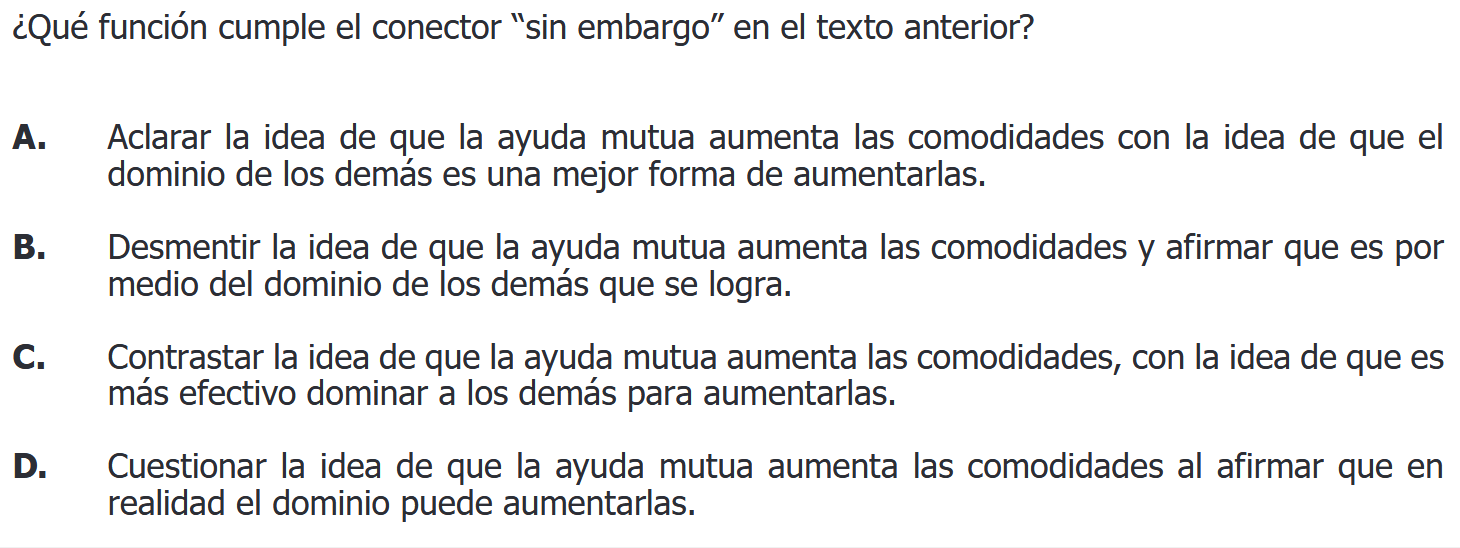 ¿Qué función cumple el conector “sin embargo” en el texto anterior?
A. Aclarar la idea de que la ayuda mutua aumenta las comodidades con la idea de que el
dominio de los demás es una mejor forma de aumentarlas.
B. Desmentir la idea de que la ayuda mutua aumenta las comodidades y afirmar que es por
medio del dominio de los demás que se logra.
C. Contrastar la idea de que la ayuda mutua aumenta las comodidades, con la idea de que es
más efectivo dominar a los demás para aumentarlas.
D. Cuestionar la idea de que la ayuda mutua aumenta las comodidades al afirmar que en
realidad el dominio puede aumentarlas.